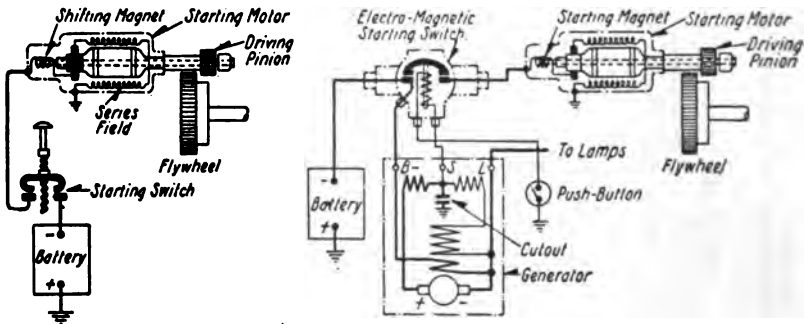 Shifting Magnet
Starting Motor
Driving
Pinion
Series
Field
Flywheel
Starting Switch
-
Battery
+
Electro-Magnetic
Starting Switch.
Starting Magnet
Starting Motor
Driving
Pinion
Flywheel
B-
S
L
To Lamps
Push-Button
-
Battery
+
Cutout
Generator
+
-